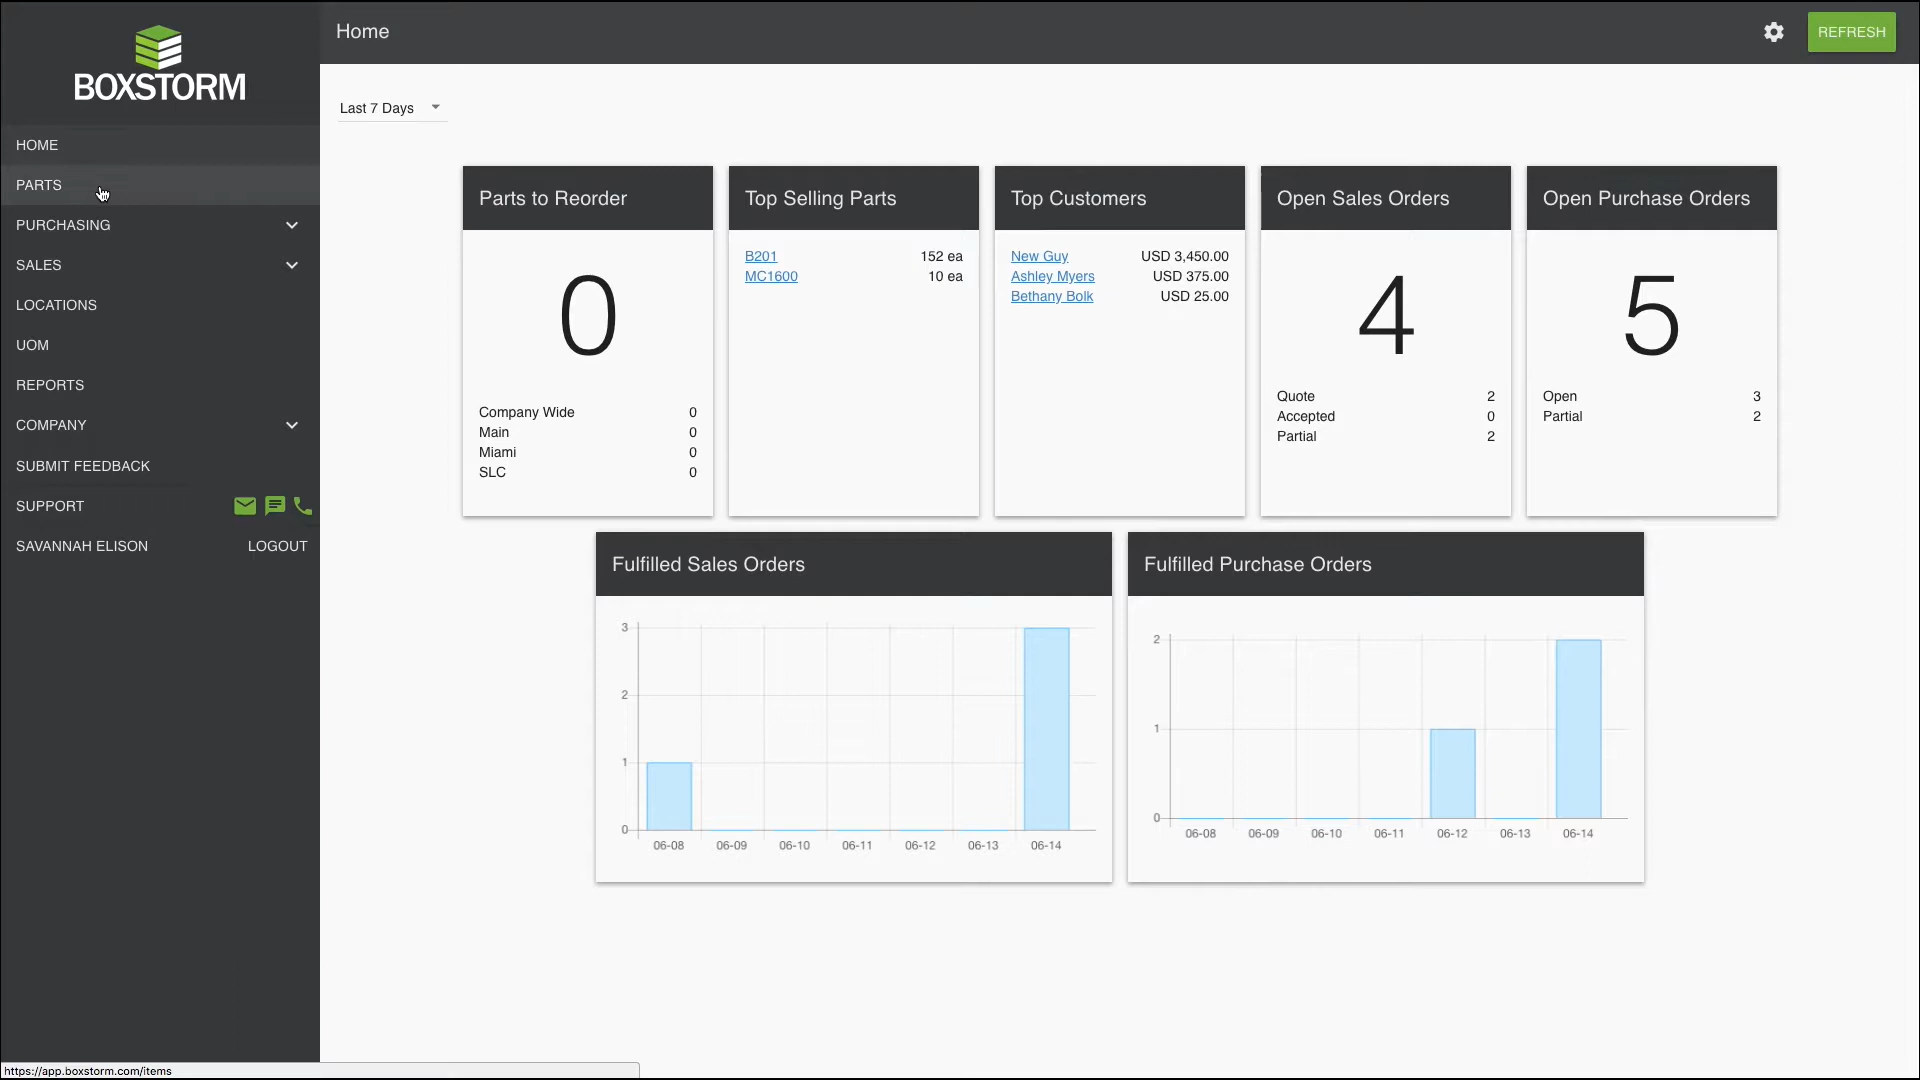 BOXSTORM
HOME
PARTS
PURCHASING
SALES
LOCATIONS
UOM
REPORTS
COMPANY
SUBMIT FEEDBACK
SUPPORT
SAVANNAH ELISON LOGOUT
Home
REFRESH
Last 7 Days
Parts to Reorder
0
Company Wide 0
Main 0
Miami 0
SLC 0
Top Selling Parts
B201 152 ea
MC1600 10 ea
Top Customers
New Guy USD 3,450.00
Ashley Myers USD 375.00
Bethany Bolk USD 25.00
Open Sales Orders
4
Quote 2
Accepted 0
Partial 2
Open Purchase Orders
5
Open 3
Partial 2
Fulfilled Sales Orders
3
2
1
0
06-08 06-09 06-10 06-11 06-12 06-13 06-14
Fulfilled Purchase Orders
2
1
0
06-08 06-09 06-10 06-11 06-12 06-13 06-14
https://app.boxstorm.com/items